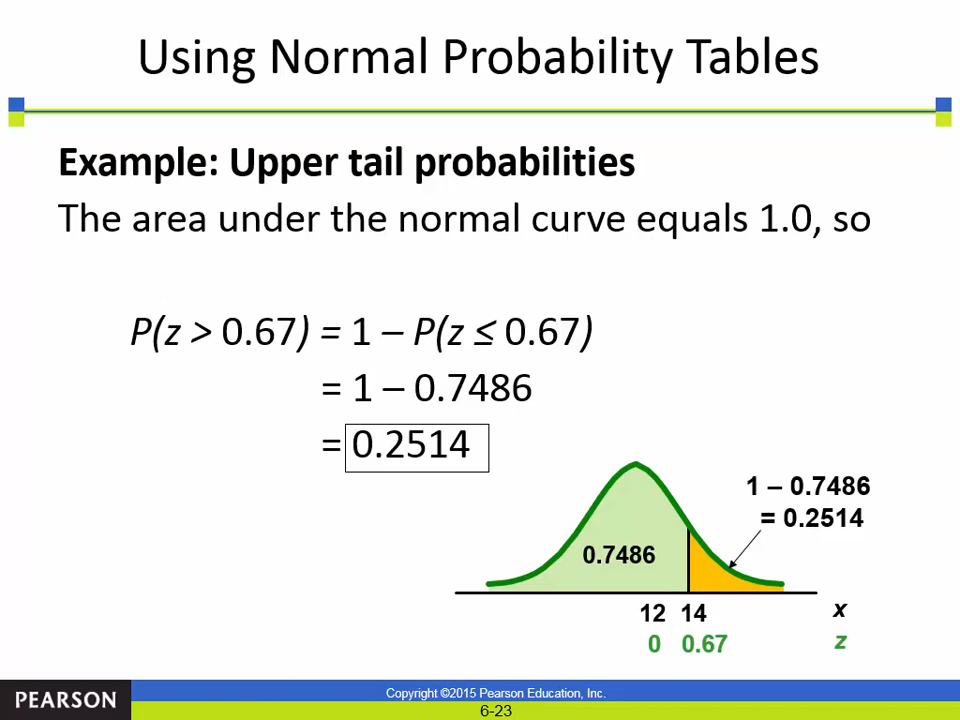 Using Normal Probability Tables
Example: Upper tail probabilities
The area under the normal curve equals 1.0, so
P(z > 0.67) = 1 – P(z ≤ 0.67)
= 1 – 0.7486
= 0.2514
1 – 0.7486
= 0.2514
0.7486
12 14 x
0 0.67 z
PEARSON
Copyright ©2015 Pearson Education, Inc.
6-23